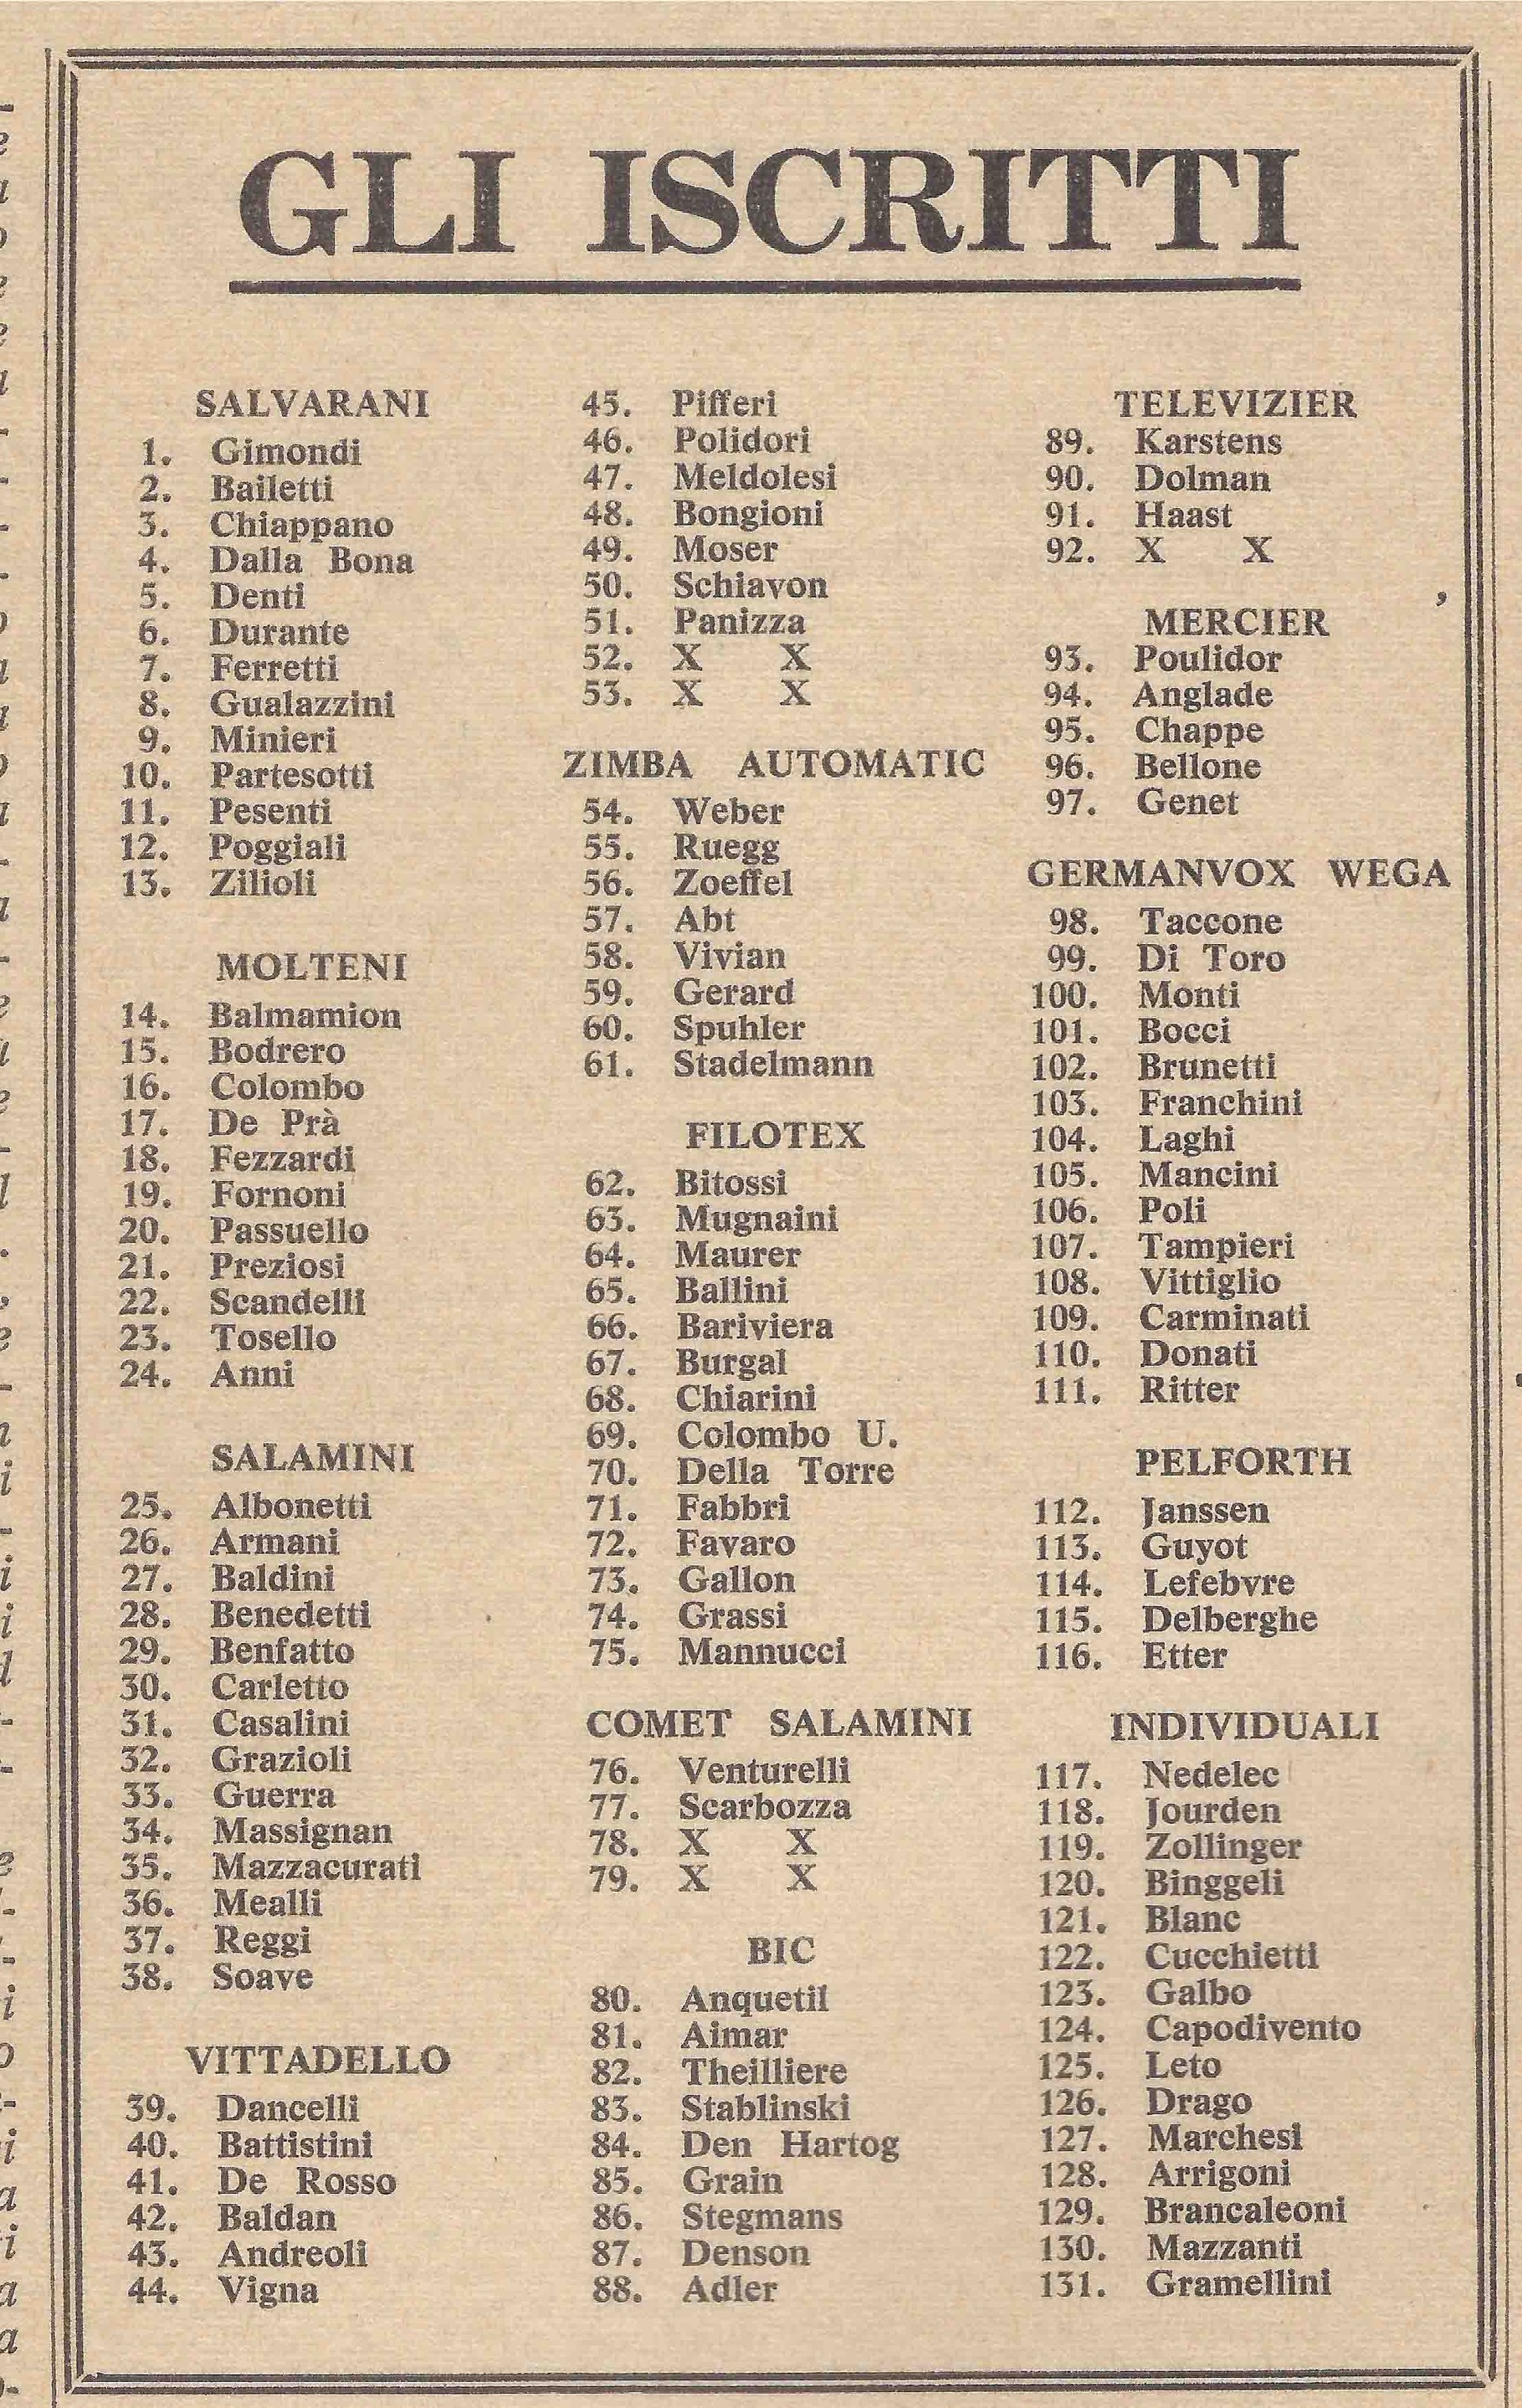 GLI ISCRITTI
SALVARANI
1. Gimondi
2. Bailetti
3. Chiappano
4. Dalla Bona
5. Denti
6. Durante
7. Ferretti
8. Gualazzini
9. Minieri
10. Partesotti
11. Pesenti
12. Poggiali
13. Zilioli
MOLTENI
14. Balmamion
15. Bodrero
16. Colombo
17. De Prà
18. Fezzardi
19. Fornoni
20. Passuello
21. Preziosi
22. Scandelli
23. Tosello
24. Anni
SALAMINI
25. Albonetti
26. Armani
27. Baldini
28. Benedetti
29. Benfatto
30. Carletto
31. Casalini
32. Grazioli
33. Guerra
34. Massignan
35. Mazzacurati
36. Mealli
37. Reggi
38. Soave
VITTADELLO
39. Dancelli
40. Battistini
41. De Rosso
42. Baldan
43. Andreoli
44. Vigna
45. Pifferi
46. Polidori
47. Meldolesi
48. Bongioni
49. Moser
50. Schiavon
51. Panizza
52. X X
53. X X
ZIMBA AUTOMATIC
54. Weber
55. Ruegg
56. Zoeffel
57. Abt
58. Vivian
59. Gerard
60. Spuhler
61. Stadelmann
FILOTEX
62. Bitossi
63. Mugnaini
64. Maurer
65. Ballini
66. Bariviera
67. Burgal
68. Chiarini
69. Colombo U.
70. Della Torre
71. Fabbri
72. Favaro
73. Gallon
74. Grassi
75. Mannucci
COMET SALAMINI
76. Venturelli
77. Scarbozza
78. X X
79. X X
BIC
80. Anquetil
81. Aimar
82. Theilliere
83. Stablinski
84. Den Hartog
85. Grain
86. Stegmans
87. Denson
88. Adler
TELEVIZIER
89. Karstens
90. Dolman
91. Haast
92. X X
MERCIER
93. Poulidor
94. Anglade
95. Chappe
96. Bellone
97. Genet
GERMANVOX WEGA
98. Taccone
99. Di Toro
100. Monti
101. Bocci
102. Brunetti
103. Franchini
104. Laghi
105. Mancini
106. Poli
107. Tampieri
108. Vittiglio
109. Carminati
110. Donati
111. Ritter
PELFORTH
112. Janssen
113. Guyot
114. Lefebvre
115. Delberghe
116. Etter
INDIVIDUALI
117. Nedelec
118. Jourden
119. Zollinger
120. Binggeli
121. Blanc
122. Cucchietti
123. Galbo
124. Capodivento
125. Leto
126. Drago
127. Marchesi
128. Arrigoni
129. Brancaleoni
130. Mazzanti
131. Gramellini